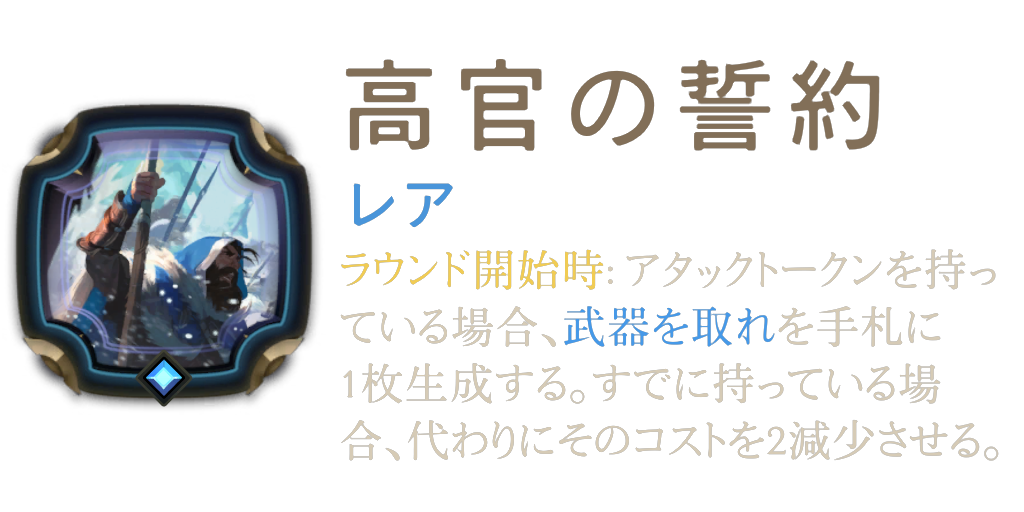 高官の誓約
レア
ラウンド開始時: アタックトークンを持っ
ている場合、武器を取れを手札に
1枚生成する。すでに持っている場
合、代わりにそのコストを2減少させる。